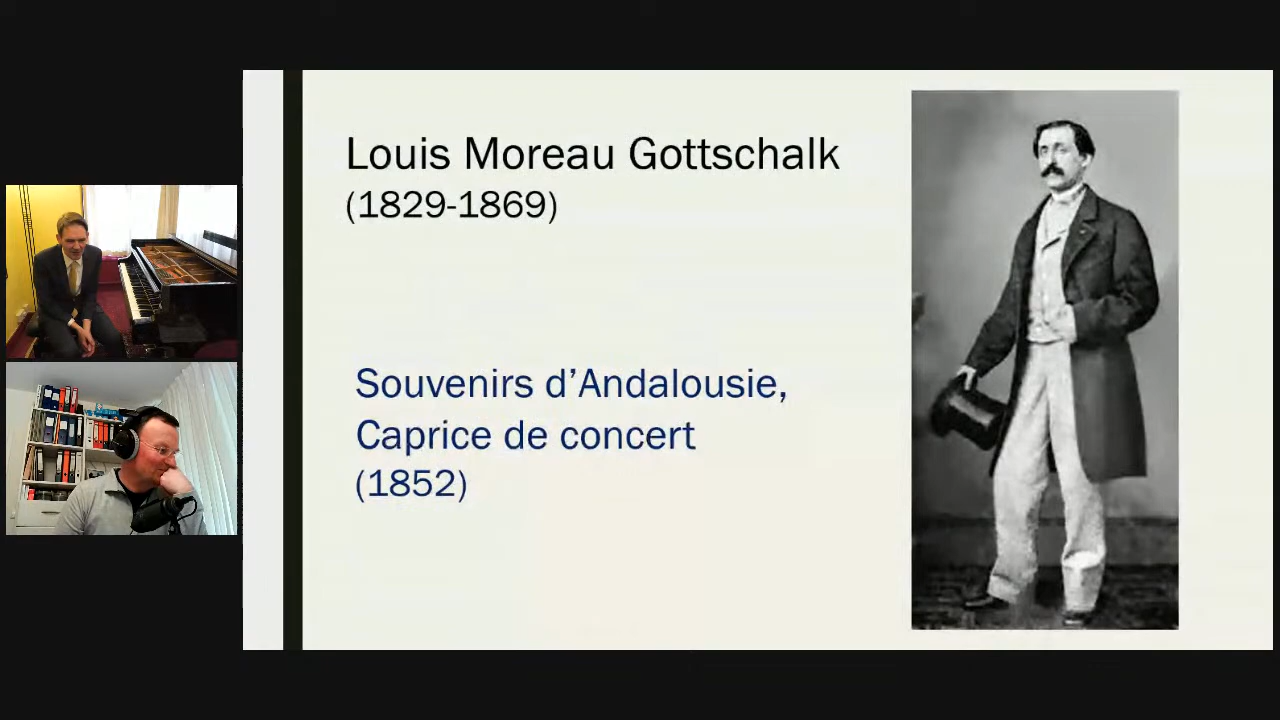 Louis Moreau Gottschalk
(1829-1869)
Souvenirs d’Andalousie,
Caprice de concert
(1852)